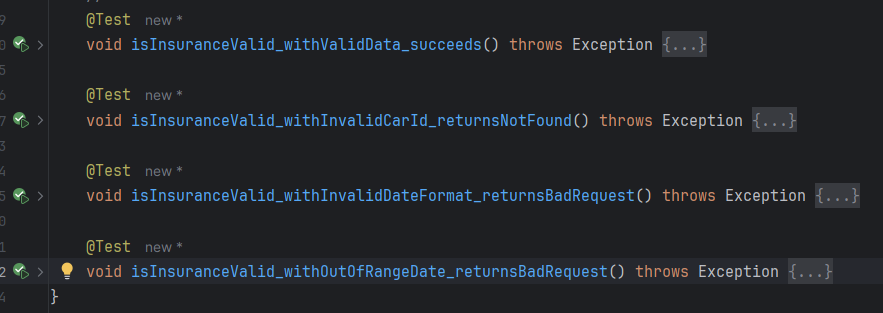 9 @Test new *
0 void isInsuranceValid_withValidData_succeeds() throws Exception {...}
5
6 @Test new *
7 void isInsuranceValid_withInvalidCarId_returnsNotFound() throws Exception {...}
3
4 @Test new *
5 void isInsuranceValid_withInvalidDateFormat_returnsBadRequest() throws Exception {...}
0
1 @Test new *
2 void isInsuranceValid_withOutOfRangeDate_returnsBadRequest() throws Exception {...}
4 }